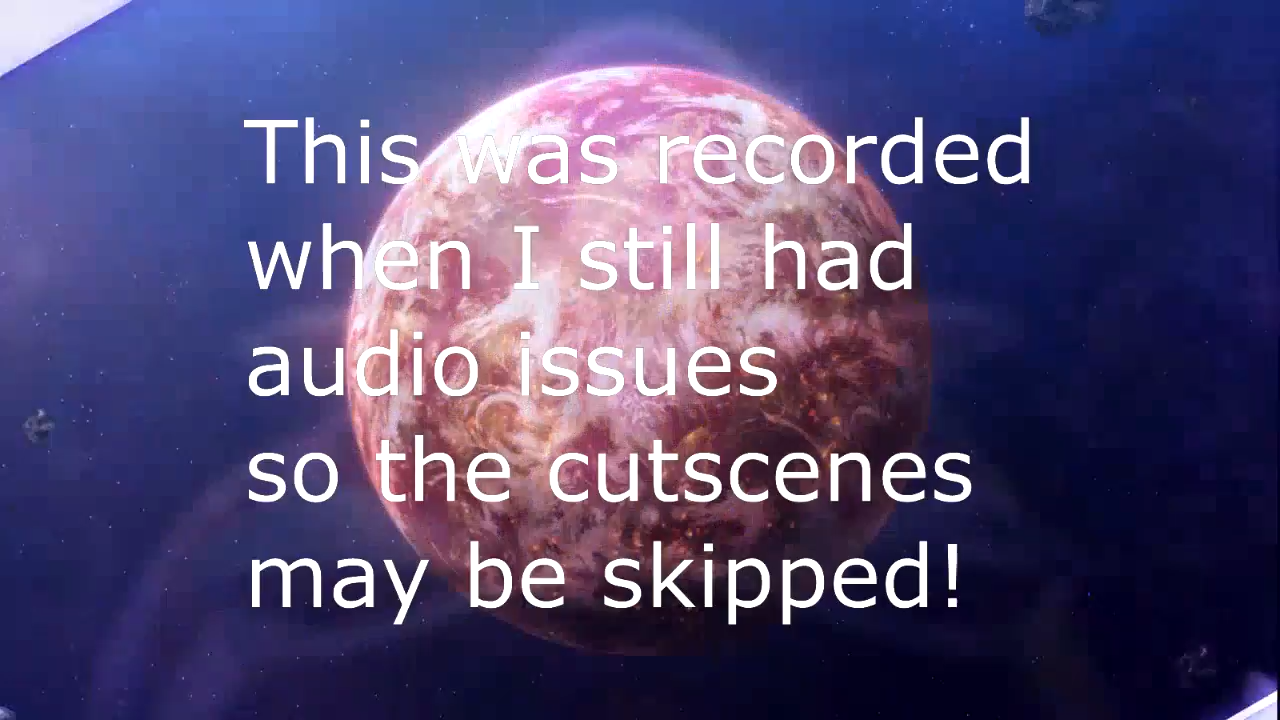 This was recorded
when I still had
audio issues
so the cutscenes
may be skipped!